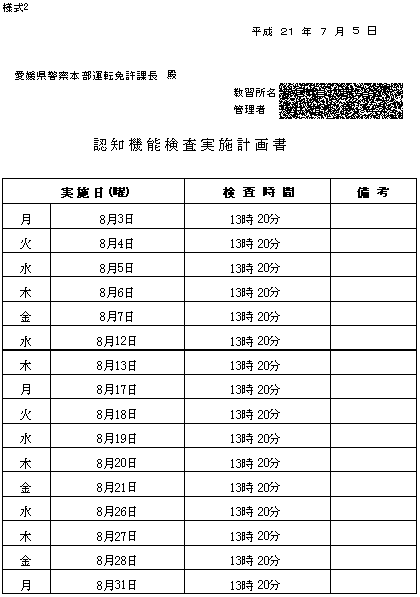 様式2
平成 21 年 7 月 5 日
愛媛県警察本部運転免許課長 殿
教習所名
管理者
認知機能検査実施計画書
実施日(曜) 検査時間 備考
月 8月3日 13時 20分
火 8月4日 13時 20分
水 8月5日 13時 20分
木 8月6日 13時 20分
金 8月7日 13時 20分
水 8月12日 13時 20分
木 8月13日 13時 20分
月 8月17日 13時 20分
火 8月18日 13時 20分
水 8月19日 13時 20分
木 8月20日 13時 20分
金 8月21日 13時 20分
水 8月26日 13時 20分
木 8月27日 13時 20分
金 8月28日 13時 20分
月 8月31日 13時 20分